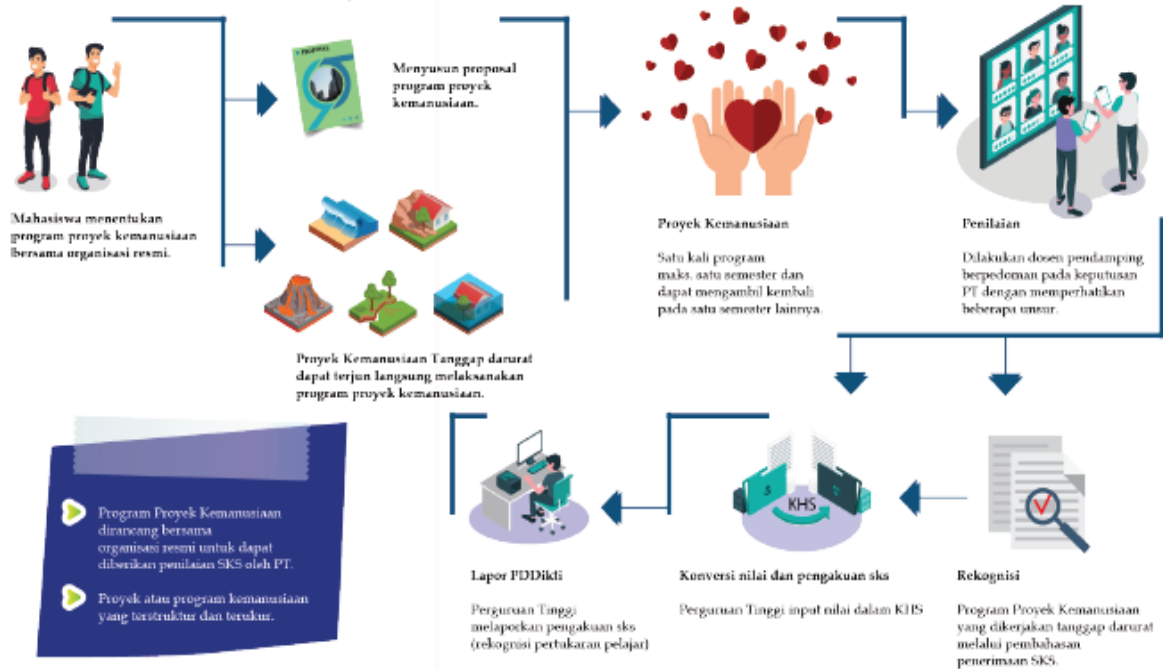 PROPOSAL
Menyusun proposal
program proyek
kemanusiaan.
Mahasiswa menentukan
program proyek kemanusiaan
bersama organisasi resmi.
Proyek Kemanusiaan Tanggap darurat
dapat terjun langsung melaksanakan
program proyek kemanusiaan.
Proyek Kemanusiaan
Satu kali program
maks. satu semester dan
dapat mengambil kembali
pada satu semester lainnya.
Penilaian
Dilakukan dosen pendamping
berpedoman pada keputusan
PT dengan memperhatikan
beberapa unsur.
Program Proyek Kemanusiaan
dirancang bersama
organisasi resmi untuk dapat
diberikan penilaian SKS oleh PT.
Proyek atau program kemanusiaan
yang terstruktur dan terukur.
Lapor PDDikti
Perguruan Tinggi
melaporkan pengakuan sks
(rekognisi pertukaran pelajar)
KHS
Konversi nilai dan pengakuan sks
Perguruan Tinggi input nilai dalam KHS
Rekognisi
Program Proyek Kemanusiaan
yang dikerjakan tanggap darurat
melalui pembahasan
penerimaan SKS.